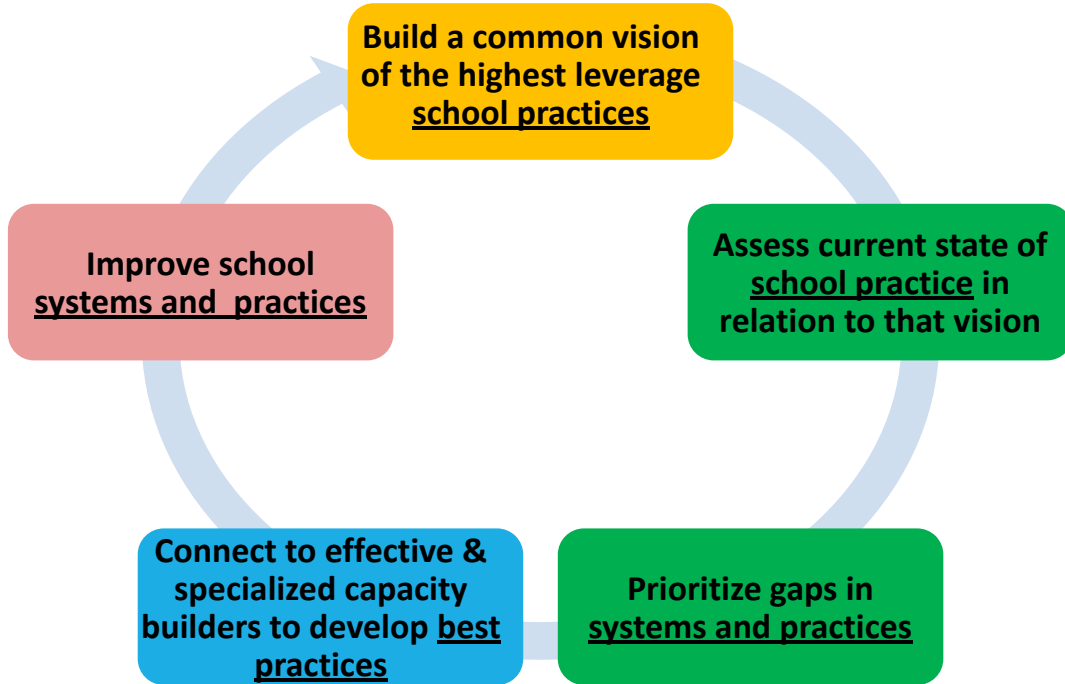 Build a common vision
of the highest leverage
school practices
Assess current state of
school practice in
relation to that vision
Prioritize gaps in
systems and practices
Connect to effective &
specialized capacity
builders to develop best
practices
Improve school
systems and  practices